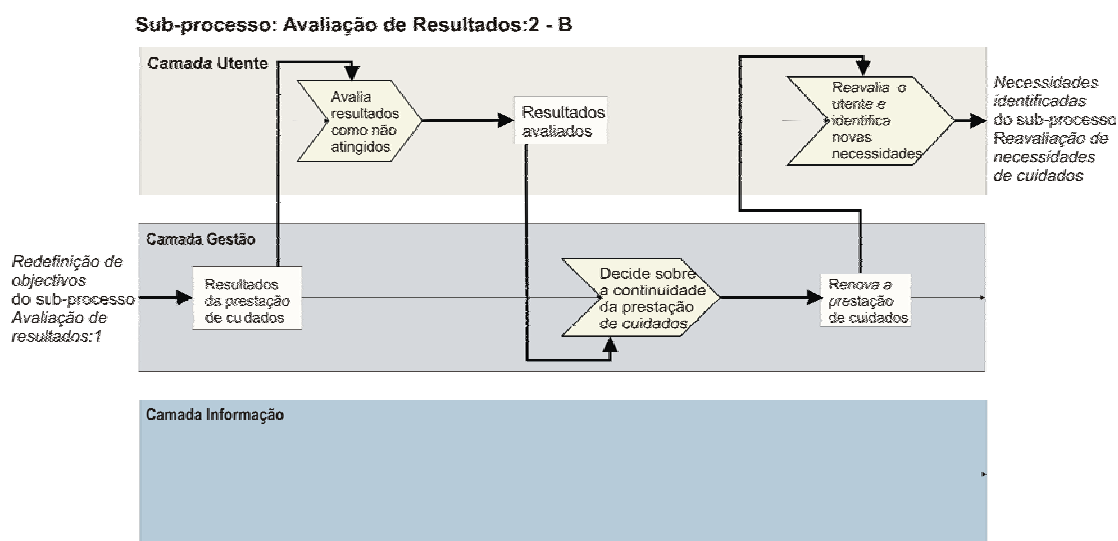 Sub-processo: Avaliação de Resultados:2 - B
Camada Utente
Avalia
resultados
como não
atingidos
Resultados
avaliados
Reavalia o
utente e
identifica
novas
necessidades
Necessidades
identificadas
do sub-processo
Reavaliação de
necessidades
de cuidados
Camada Gestão
Redefinição de
objectivos
do sub-processo
Avaliação de
resultados:1
Resultados
da prestação
de cuidados
Decide sobre
a continuidade
da prestação
de cuidados
Renova a
prestação
de cuidados
Camada Informação